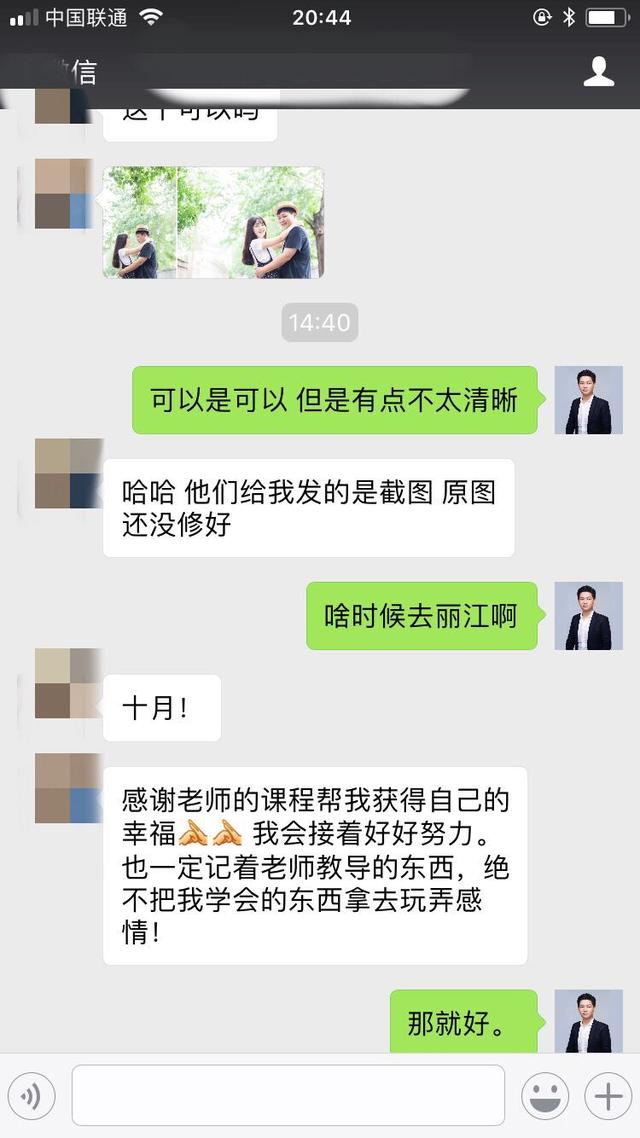 中国联通
20:44
信
这个可以吗
14:40
可以是可以 但是有点不太清晰
哈哈 他们给我发的是截图 原图
还没修好
啥时候去丽江啊
十月！
感谢老师的课程帮我获得自己的
幸福 我会接着好好努力。
也一定记着老师教导的东西，绝
不把我学会的东西拿去玩弄感
情！
那就好。